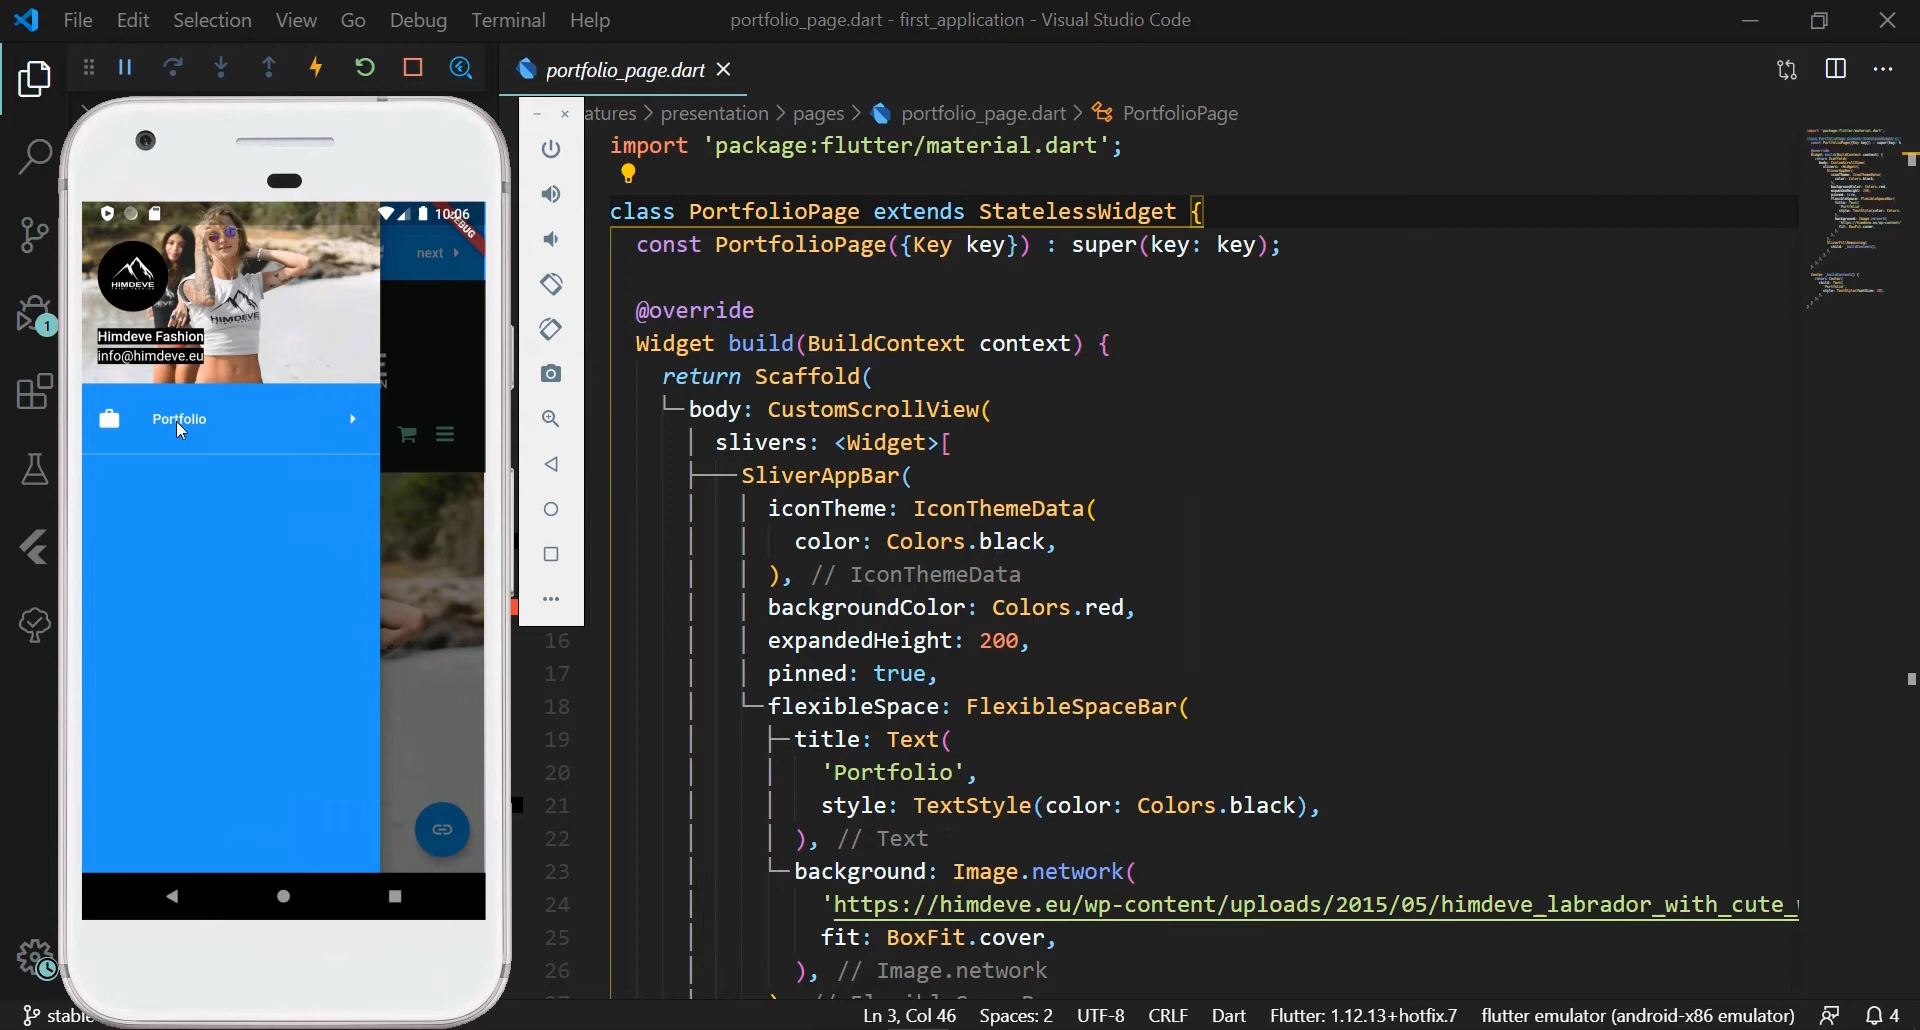 File Edit Selection View Go Debug Terminal Help
portfolio_page.dart - first_application - Visual Studio Code
portfolio_page.dart
atures > presentation > pages > portfolio_page.dart > PortfolioPage
import 'package:flutter/material.dart';
class PortfolioPage extends StatelessWidget {
const PortfolioPage({Key key}) : super(key: key);
@override
Widget build(BuildContext context) {
return Scaffold(
body: CustomScrollView(
slivers: <Widget>[
SliverAppBar(
iconTheme: IconThemeData(
color: Colors.black,
), // IconThemeData
backgroundColor: Colors.red,
16 expandedHeight: 200,
17 pinned: true,
18 flexibleSpace: FlexibleSpaceBar(
19 title: Text(
20 'Portfolio',
21 style: TextStyle(color: Colors.black),
22 ), // Text
23 background: Image.network(
24 'https://himdeve.eu/wp-content/uploads/2015/05/himdeve_labrador_with_cute_
25 fit: BoxFit.cover,
26 ), // Image.network
10:06
DEBUG
next
HIMDEVE
HIMDEVE
Himdeve Fashion
info@himdeve.eu
Portfolio
1
stable
Ln 3, Col 46 Spaces: 2 UTF-8 CRLF Dart Flutter: 1.12.13+hotfix.7 flutter emulator (android-x86 emulator) 4